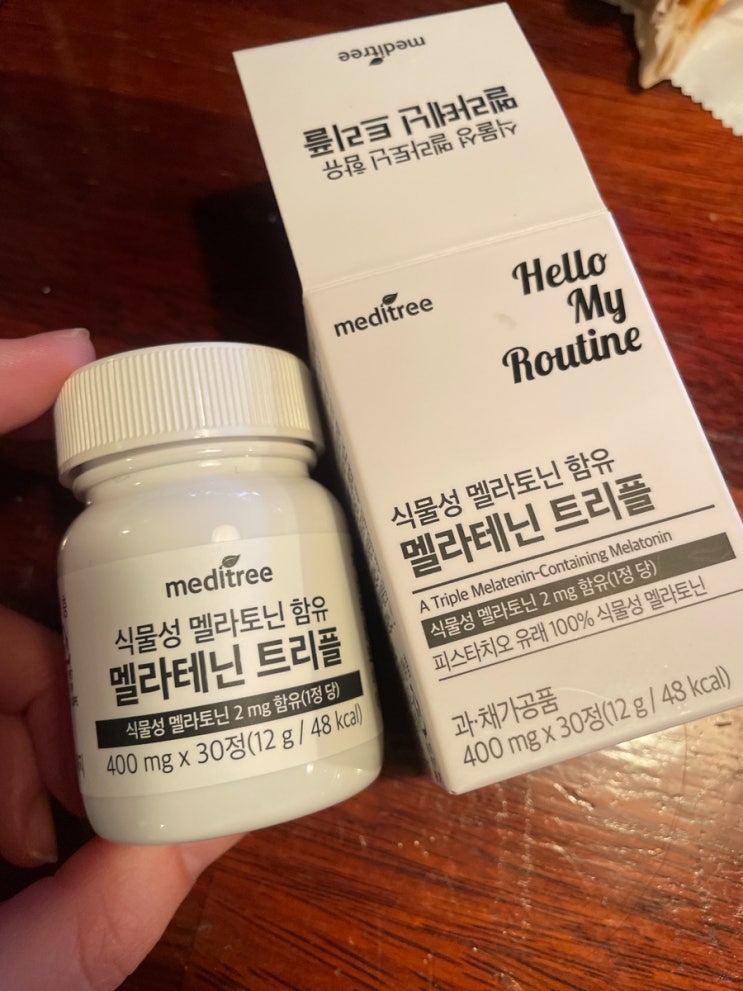 meditree
멜라테닌 트리플
식물성 멜라토닌 함유
meditree
Hello
My
Routine
식물성 멜라토닌 함유
멜라테닌 트리플
A Triple Melatenin-Containing Melatonin
식물성 멜라토닌 2 mg 함유(1정 당)
피스타치오 유래 100% 식물성 멜라토닌
과·채가공품
400 mg x 30정(12 g / 48 kcal)
meditree
식물성 멜라토닌 함유
멜라테닌 트리플
식물성 멜라토닌 2 mg 함유(1정 당)
400 mg x 30정(12 g / 48 kcal)